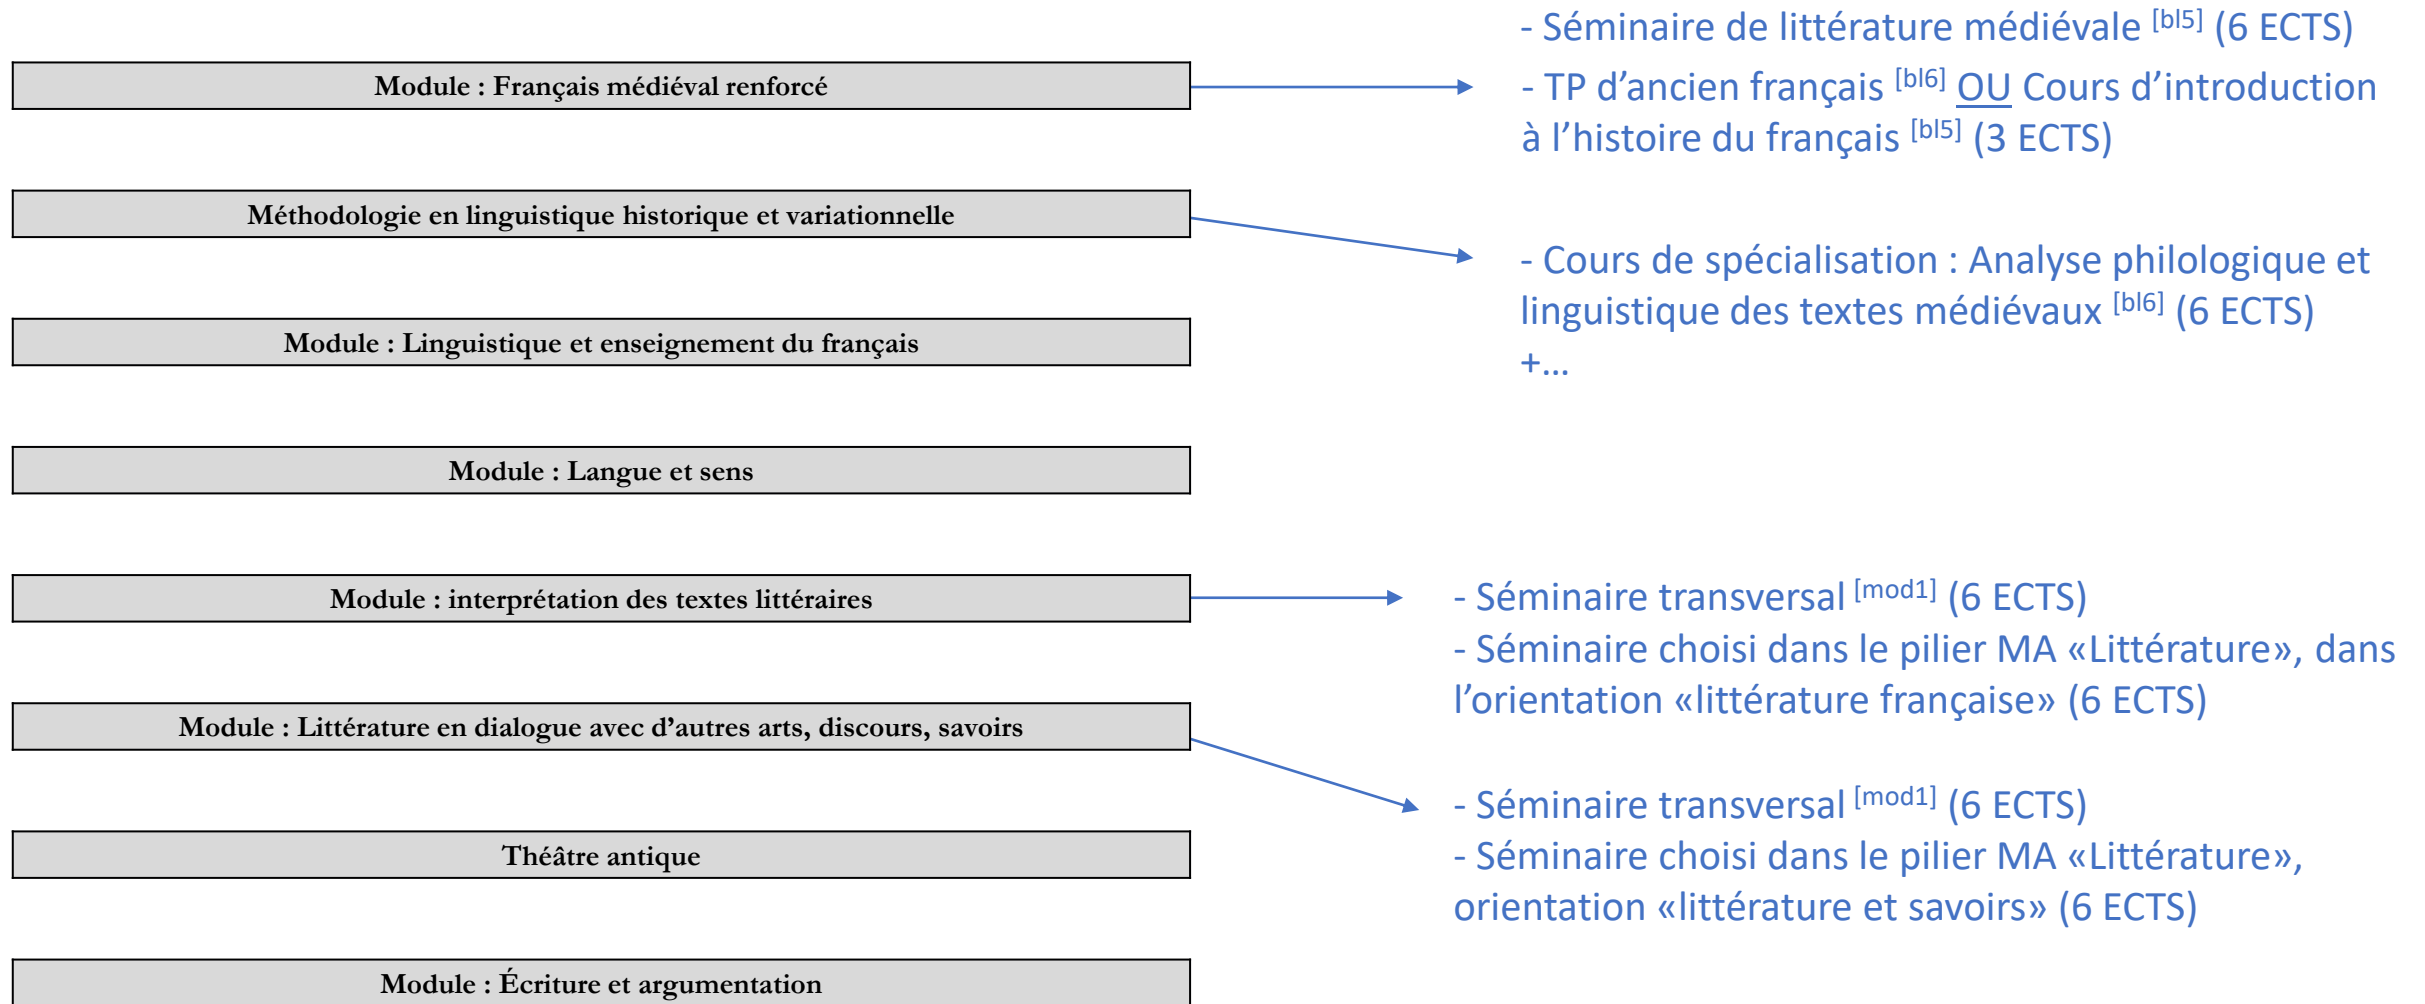 Module : Français médiéval renforcé
Méthodologie en linguistique historique et variationnelle
Module : Linguistique et enseignement du français
Module : Langue et sens
Module : interprétation des textes littéraires
Module : Littérature en dialogue avec d’autres arts, discours, savoirs
Théâtre antique
Module : Écriture et argumentation
- Séminaire de littérature médiévale [bl5] (6 ECTS)
- TP d’ancien français [bl6] OU Cours d’introduction
à l’histoire du français [bl5] (3 ECTS)
- Cours de spécialisation : Analyse philologique et
linguistique des textes médiévaux [bl6] (6 ECTS)
+…
- Séminaire transversal [mod1] (6 ECTS)
- Séminaire choisi dans le pilier MA «Littérature», dans
l’orientation «littérature française» (6 ECTS)
- Séminaire transversal [mod1] (6 ECTS)
- Séminaire choisi dans le pilier MA «Littérature»,
orientation «littérature et savoirs» (6 ECTS)